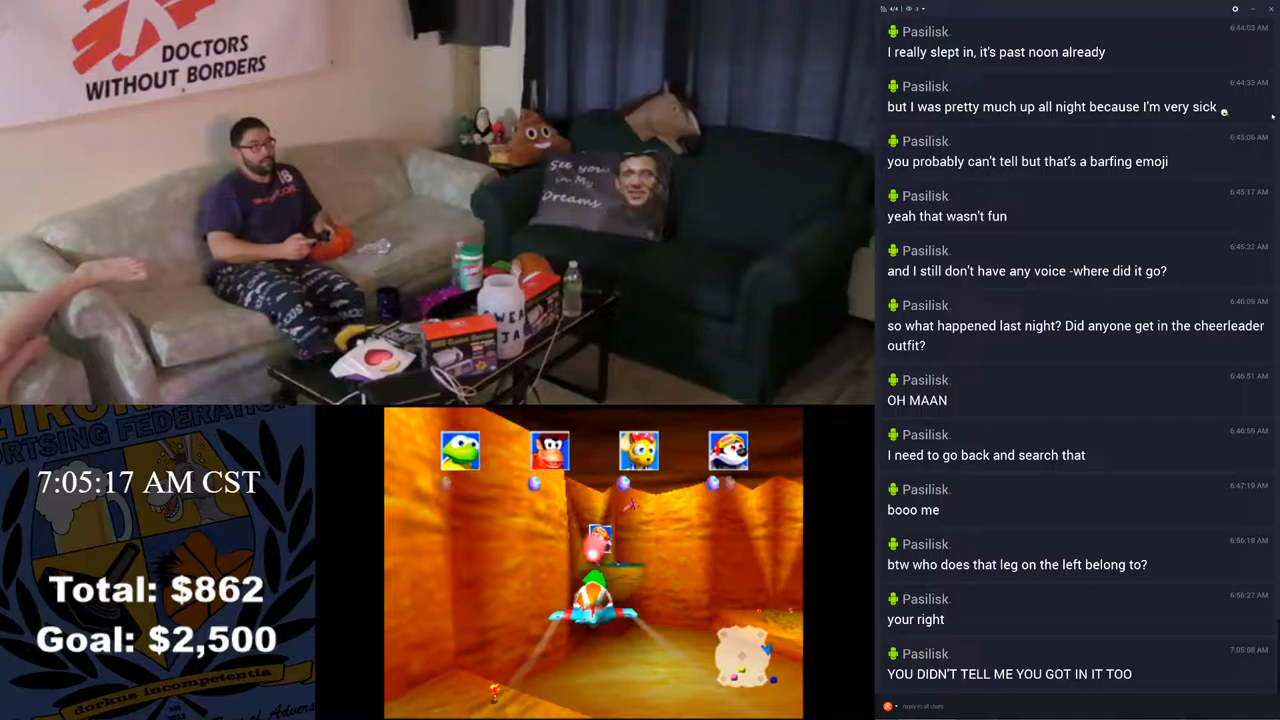 DOCTORS
WITHOUT BORDERS
See you
in My
Dreams
18
7:05:17 AM CST
Total: $862
Goal: $2,500
dorkus incompetentia
4/4
3
Pasilisk
6:44:03 AM
I really slept in, it's past noon already
Pasilisk
6:44:33 AM
but I was pretty much up all night because I'm very sick
Pasilisk
6:45:06 AM
you probably can't tell but that's a barfing emoji
Pasilisk
6:45:17 AM
yeah that wasn't fun
Pasilisk
6:45:32 AM
and I still don't have any voice -where did it go?
Pasilisk
6:46:09 AM
so what happened last night? Did anyone get in the cheerleader
outfit?
Pasilisk
6:46:51 AM
OH MAAN
Pasilisk
6:46:59 AM
I need to go back and search that
Pasilisk
6:47:19 AM
booo me
Pasilisk
6:56:18 AM
btw who does that leg on the left belong to?
Pasilisk
6:56:27 AM
your right
Pasilisk
7:05:08 AM
YOU DIDN'T TELL ME YOU GOT IN IT TOO
reply to all chats